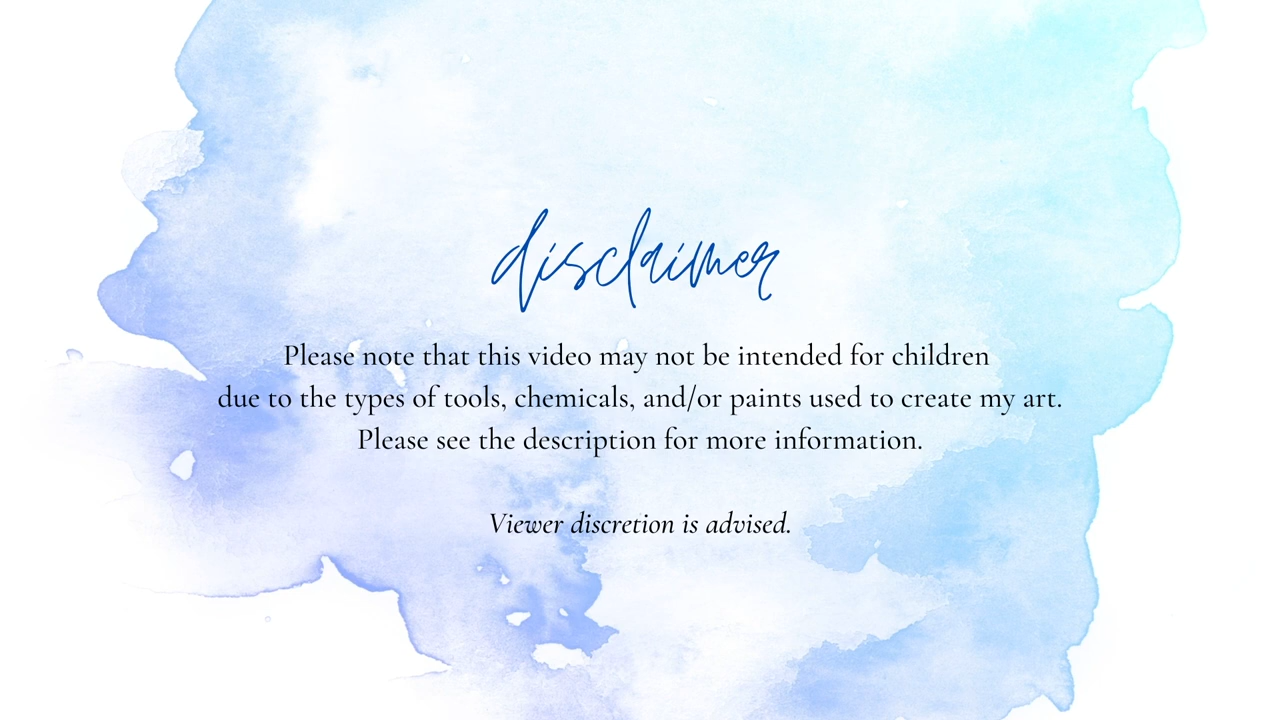 disclaimer
Please note that this video may not be intended for children
due to the types of tools, chemicals, and/or paints used to create my art.
Please see the description for more information.
Viewer discretion is advised.